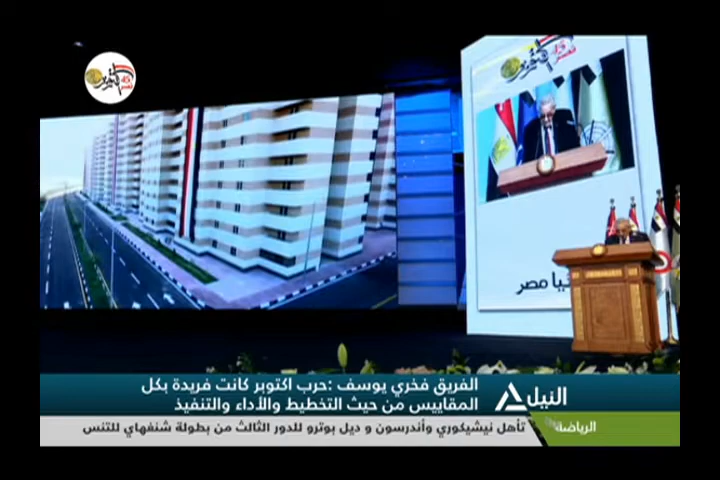 تحيا مصر
الفريق فخري يوسف :حرب اكتوبر كانت فريدة بكل
المقاييس من حيث التخطيط والأداء والتنفيذ
النيل
تأهل نيشيكوري وأندرسون و ديل بوترو للدور الثالث من بطولة شنغهاي للتنس
الرياضة